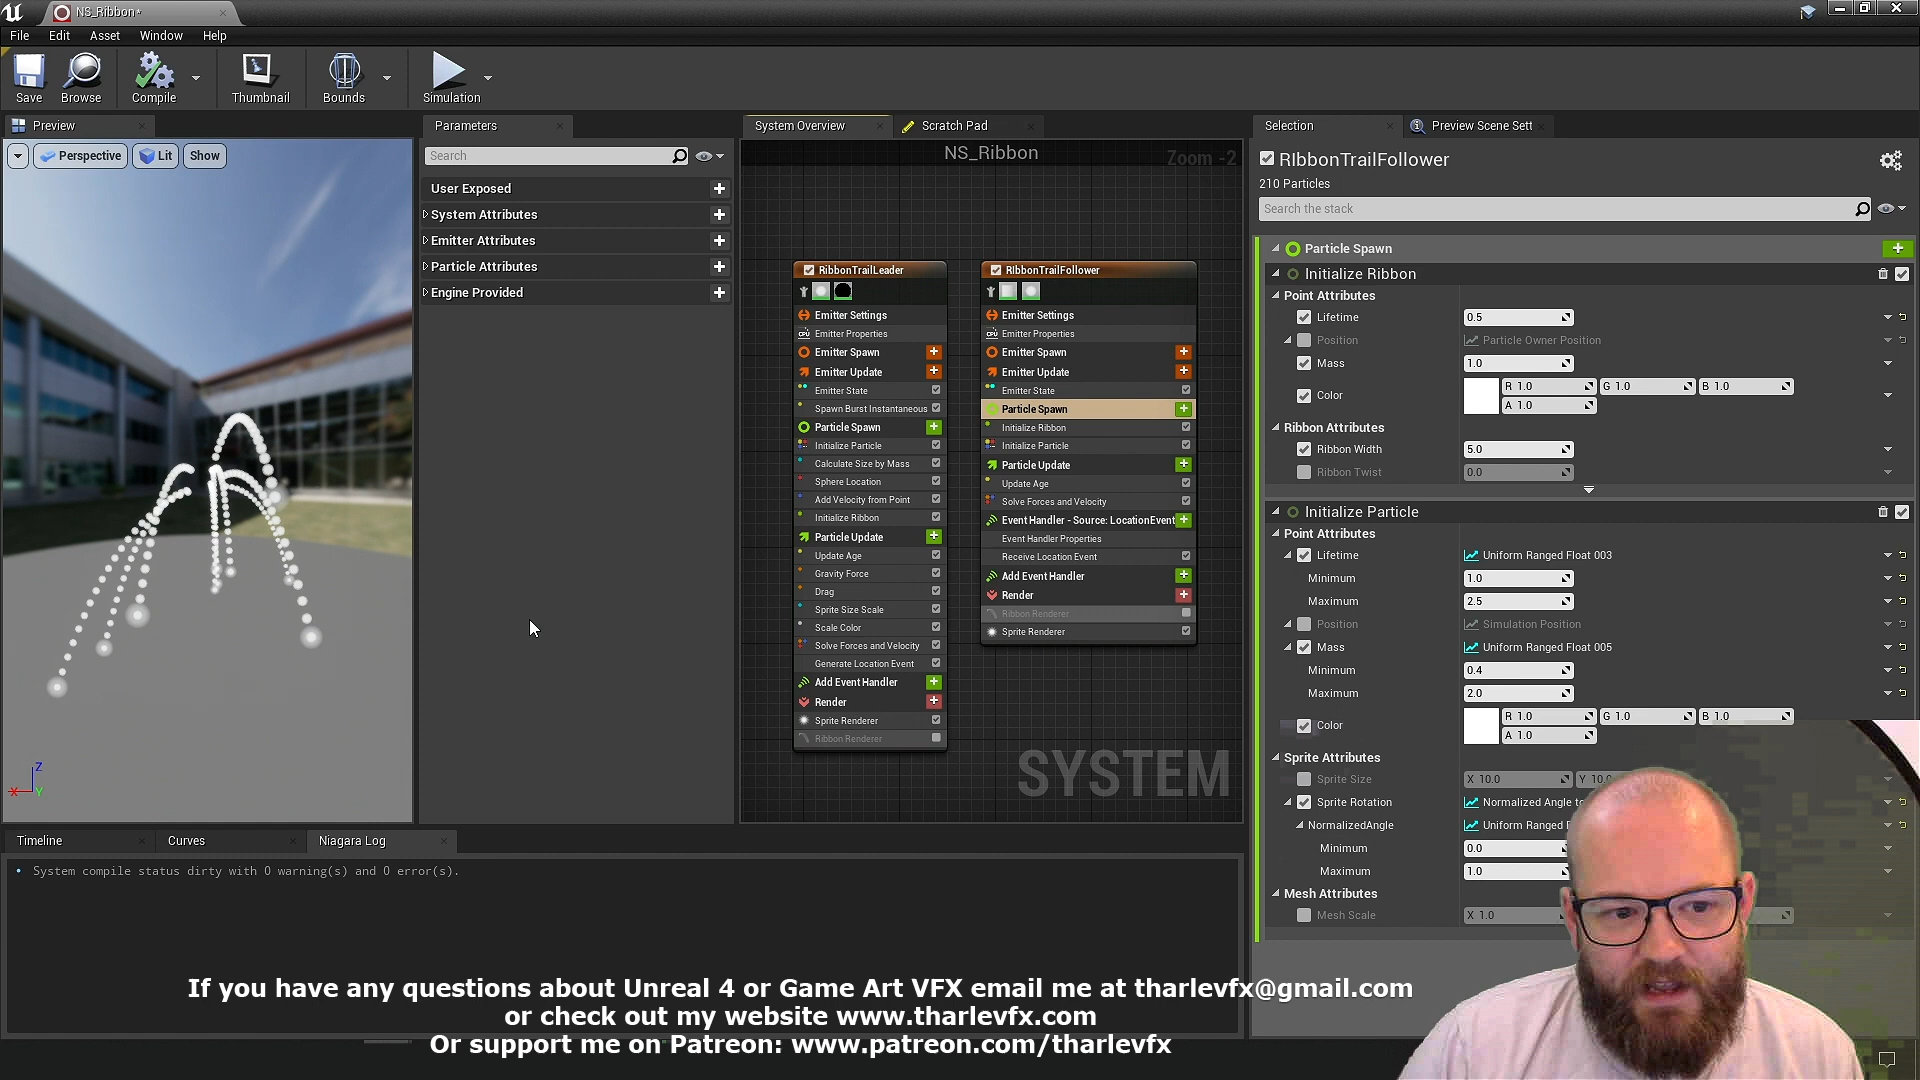 NS_Ribbon*
File Edit Asset Window Help
Save Browse Compile Thumbnail Bounds Simulation
Preview
Perspective Lit Show
Z
X
Y
Parameters
Search
User Exposed
System Attributes
Emitter Attributes
Particle Attributes
Engine Provided
System Overview Scratch Pad
NS_Ribbon
Zoom -2
RibbonTrailLeader
Emitter Settings
CPU Emitter Properties
Emitter Spawn
Emitter Update
Emitter State
Spawn Burst Instantaneous
Particle Spawn
Initialize Particle
Calculate Size by Mass
Sphere Location
Add Velocity from Point
Initialize Ribbon
Particle Update
Update Age
Gravity Force
Drag
Sprite Size Scale
Scale Color
Solve Forces and Velocity
Generate Location Event
Add Event Handler
Render
Sprite Renderer
Ribbon Renderer
RIbbonTrailFollower
Emitter Settings
CPU Emitter Properties
Emitter Spawn
Emitter Update
Emitter State
Particle Spawn
Initialize Ribbon
Initialize Particle
Particle Update
Update Age
Solve Forces and Velocity
Event Handler - Source: LocationEvent
Event Handler Properties
Receive Location Event
Add Event Handler
Render
Ribbon Renderer
Sprite Renderer
SYSTEM
Selection Preview Scene Sett
RIbbonTrailFollower
210 Particles
Search the stack
Particle Spawn
Initialize Ribbon
Point Attributes
Lifetime 0.5
Position Particle Owner Position
Mass 1.0
Color R 1.0 G 1.0 B 1.0
A 1.0
Ribbon Attributes
Ribbon Width 5.0
Ribbon Twist 0.0
Initialize Particle
Point Attributes
Lifetime Uniform Ranged Float 003
Minimum 1.0
Maximum 2.5
Position Simulation Position
Mass Uniform Ranged Float 005
Minimum 0.4
Maximum 2.0
Color R 1.0 G 1.0 B 1.0
A 1.0
Sprite Attributes
Sprite Size X 10.0 Y 10.0
Sprite Rotation Normalized Angle to
NormalizedAngle Uniform Ranged
Minimum 0.0
Maximum 1.0
Mesh Attributes
Mesh Scale X 1.0
Timeline Curves Niagara Log
• System compile status dirty with 0 warning(s) and 0 error(s).
If you have any questions about Unreal 4 or Game Art VFX email me at tharlevfx@gmail.com
or check out my website www.tharlevfx.com
Or support me on Patreon: www.patreon.com/tharlevfx